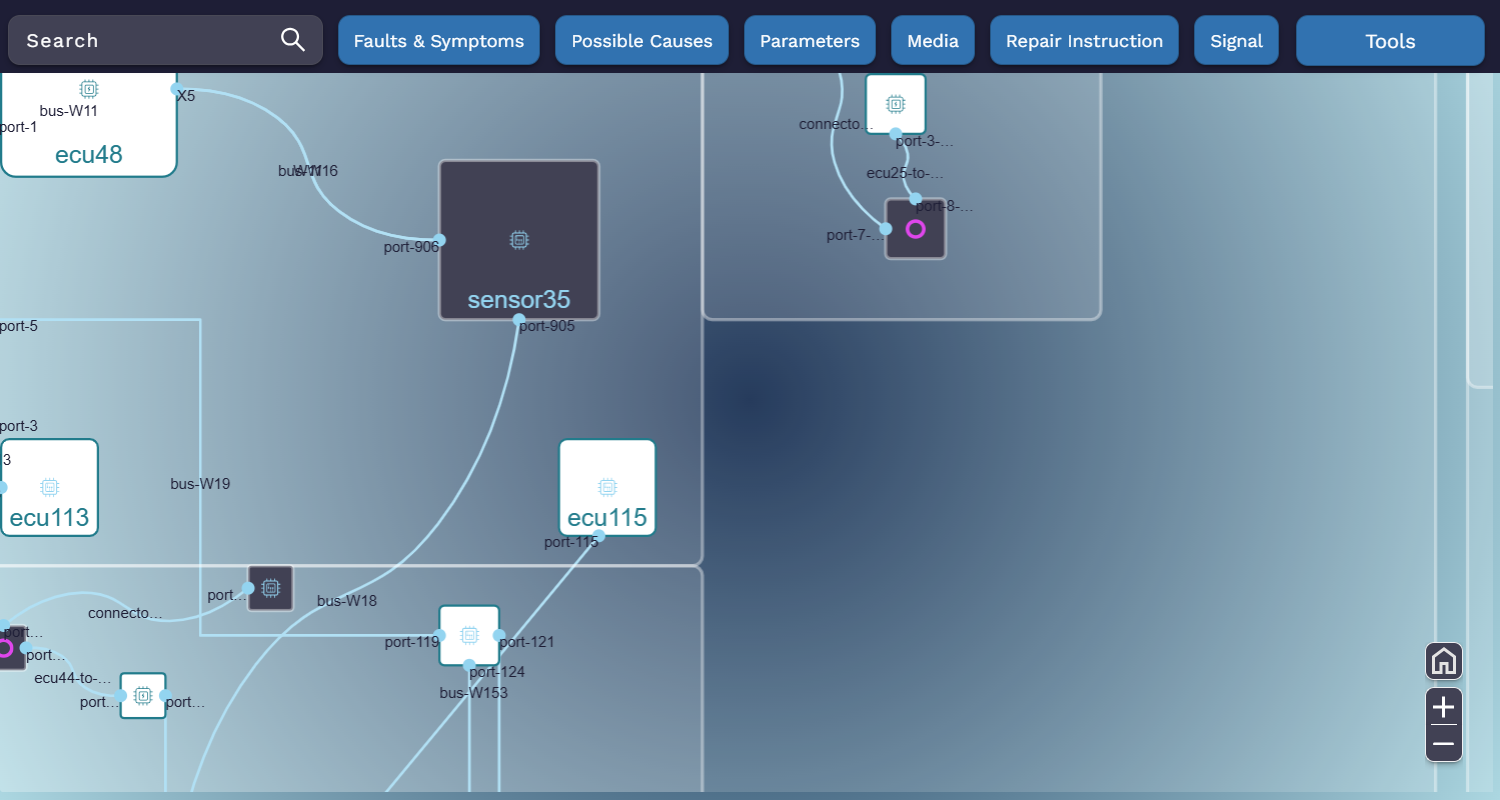 Search
Faults & Symptoms
Possible Causes
Parameters
Media
Repair Instruction
Signal
Tools
X5
bus-W11
port-1
ecu48
connecto...
port-3-...
ecu25-to-...
port-8-...
port-7-...
port-906
sensor35
port-905
port-5
port-3
3
ecu113
bus-W19
ecu115
port-115
port...
bus-W18
connecto...
port...
port...
ecu44-to-...
port...
port...
port-119
port-121
port-124
bus-W153